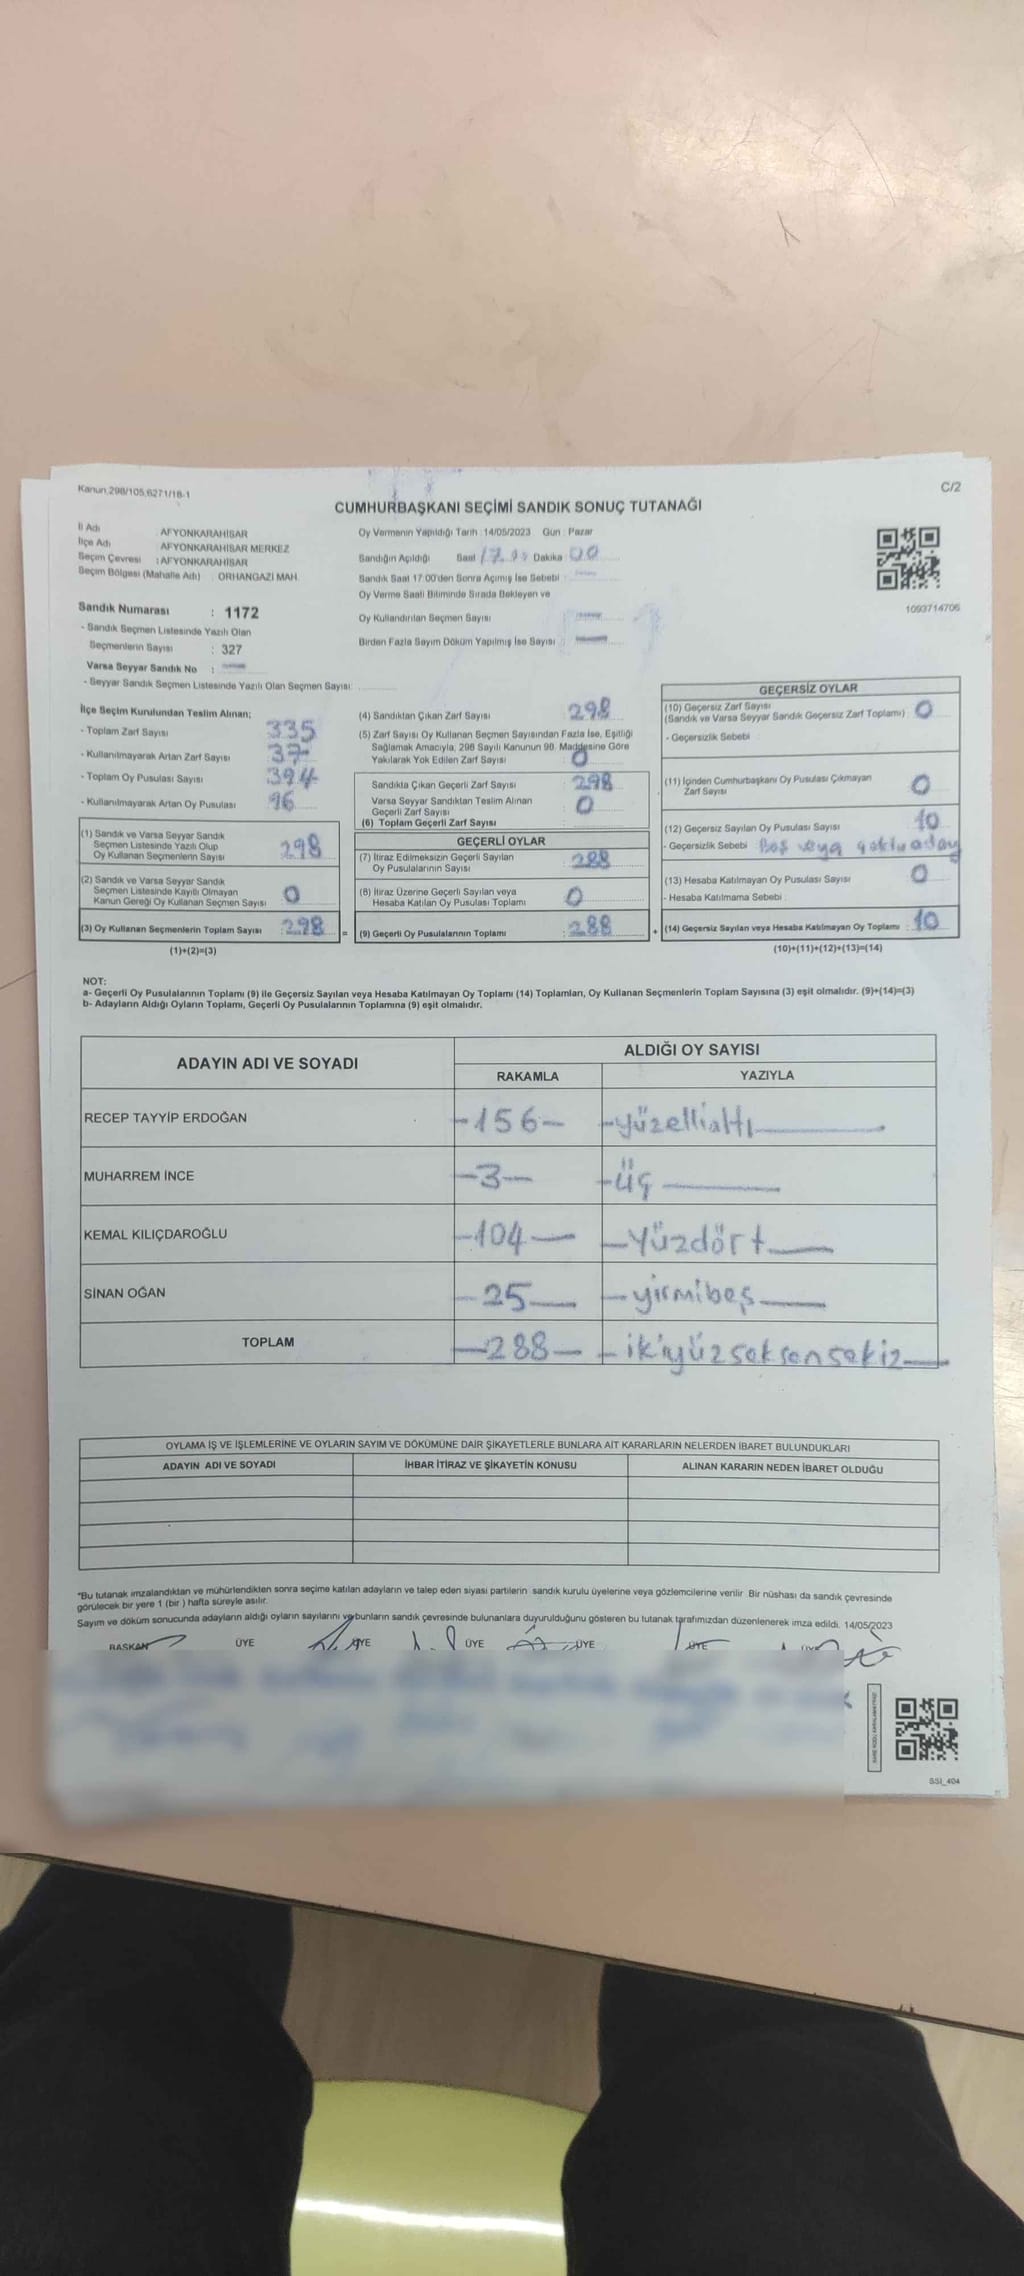 Kanun,298/105,6271/18-1
C/2
CUMHURBAŞKANI SEÇİMİ SANDIK SONUÇ TUTANAĞI
İl Adı : AFYONKARAHİSAR
İlçe Adı : AFYONKARAHİSAR MERKEZ
Seçim Çevresi : AFYONKARAHİSAR
Seçim Bölgesi (Mahalle Adı) : ORHANGAZİ MAH.
Sandık Numarası : 1172
- Sandık Seçmen Listesinde Yazılı Olan
Seçmenlerin Sayısı : 327
Varsa Seyyar Sandık No :
- Seyyar Sandık Seçmen Listesinde Yazılı Olan Seçmen Sayısı:
Oy Vermenin Yapıldığı Tarih : 14/05/2023 Gün : Pazar
Sandığın Açıldığı Saat 17 Dakika 00
Sandık Saat 17:00'den Sonra Açımış İse Sebebi :
Oy Verme Saati Bitiminde Sırada Bekleyen ve
Oy Kullandırılan Seçmen Sayısı
Birden Fazla Sayım Döküm Yapılmış İse Sayısı :
1093714706
İlçe Seçim Kurulundan Teslim Alınan;
- Toplam Zarf Sayısı 335
- Kullanılmayarak Artan Zarf Sayısı 37
- Toplam Oy Pusulası Sayısı 394
- Kullanılmayarak Artan Oy Pusulası 96
(1) Sandık ve Varsa Seyyar Sandık
Seçmen Listesinde Yazılı Olup
Oy Kullanan Seçmenlerin Sayısı 298
(2) Sandık ve Varsa Seyyar Sandık
Seçmen Listesinde Kayıtlı Olmayan
Kanun Gereği Oy Kullanan Seçmen Sayısı 0
(3) Oy Kullanan Seçmenlerin Toplam Sayısı : 298 =
(1)+(2)=(3)
(4) Sandıktan Çıkan Zarf Sayısı 298
(5) Zarf Sayısı Oy Kullanan Seçmen Sayısından Fazla İse, Eşitliği
Sağlamak Amacıyla, 298 Sayılı Kanunun 98. Maddesine Göre
Yakılarak Yok Edilen Zarf Sayısı : 0
Sandıkta Çıkan Geçerli Zarf Sayısı 298
Varsa Seyyar Sandıktan Teslim Alınan
Geçerli Zarf Sayısı 0
(6) Toplam Geçerli Zarf Sayısı
GEÇERLİ OYLAR
(7) İtiraz Edilmeksizin Geçerli Sayılan
Oy Pusulalarının Sayısı 288
(8) İtiraz Üzerine Geçerli Sayılan veya
Hesaba Katılan Oy Pusulası Toplamı 0
(9) Geçerli Oy Pusulalarının Toplamı : 288 +
GEÇERSİZ OYLAR
(10) Geçersiz Zarf Sayısı
(Sandık ve Varsa Seyyar Sandık Geçersiz Zarf Toplamı) : 0
- Geçersizlik Sebebi
(11) İçinden Cumhurbaşkanı Oy Pusulası Çıkmayan
Zarf Sayısı 0
(12) Geçersiz Sayılan Oy Pusulası Sayısı 10
- Geçersizlik Sebebi Boş veya
(13) Hesaba Katılmayan Oy Pusulası Sayısı 0
- Hesaba Katılmama Sebebi
(14) Geçersiz Sayılan veya Hesaba Katılmayan Oy Toplamı : 10
(10)+(11)+(12)+(13)=(14)
NOT:
a- Geçerli Oy Pusulalarının Toplamı (9) ile Geçersiz Sayılan veya Hesaba Katılmayan Oy Toplamı (14) Toplamları, Oy Kullanan Seçmenlerin Toplam Sayısına (3) eşit olmalıdır. (9)+(14)=(3)
b- Adayların Aldığı Oyların Toplamı, Geçerli Oy Pusulalarının Toplamına (9) eşit olmalıdır.
ADAYIN ADI VE SOYADI ALDIĞI OY SAYISI
RAKAMLA YAZIYLA
RECEP TAYYİP ERDOĞAN -156- -yüzellialtı-
MUHARREM İNCE -3- -üç-
KEMAL KILIÇDAROĞLU -104- -yüzdört-
SİNAN OĞAN -25- -yirmibeş-
TOPLAM -288- -ikiyüzseksensekiz-
OYLAMA İŞ VE İŞLEMLERİNE VE OYLARIN SAYIM VE DÖKÜMÜNE DAİR ŞİKAYETLERLE BUNLARA AİT KARARLARIN NELERDEN İBARET BULUNDUKLARI
ADAYIN ADI VE SOYADI İHBAR İTİRAZ VE ŞİKAYETİN KONUSU ALINAN KARARIN NEDEN İBARET OLDUĞU
*Bu tutanak imzalandıktan ve mühürlendikten sonra seçime katılan adayların ve talep eden siyasi partilerin sandık kurulu üyelerine veya gözlemcilerine verilir. Bir nüshası da sandık çevresinde
görülecek bir yere 1 (bir ) hafta süreyle asılır.
Sayım ve döküm sonucunda adayların aldığı oyların sayılarını ve bunların sandık çevresinde bulunanlara duyurulduğunu gösteren bu tutanak tarafımızdan düzenlenerek imza edildi. 14/05/2023
BAŞKAN ÜYE ÜYE ÜYE ÜYE ÜYE ÜYE
SSI_404